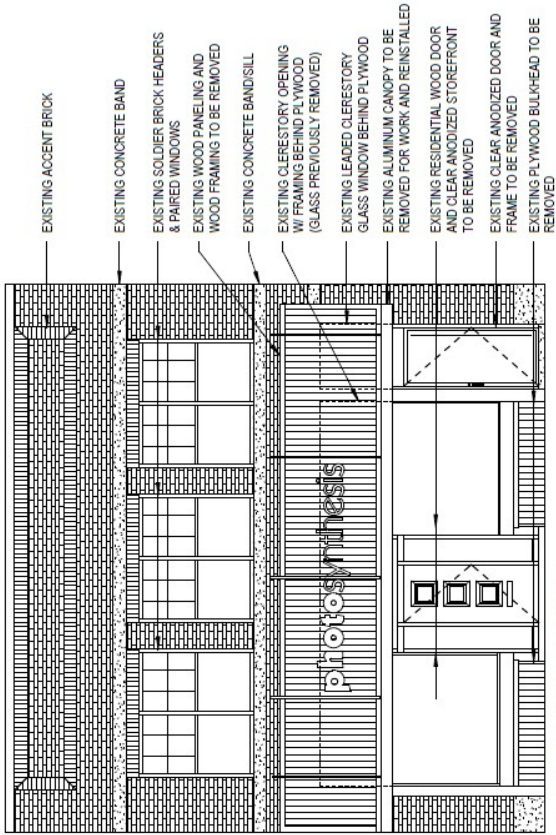 EXISTING ACCENT BRICK
EXISTING CONCRETE BAND
EXISTING SOLDIER BRICK HEADERS
& PAIRED WINDOWS
EXISTING WOOD PANELING AND
WOOD FRAMING TO BE REMOVED
EXISTING CONCRETE BAND/SILL
EXISTING CLERESTORY OPENING
W/ FRAMING BEHIND PLYWOOD
(GLASS PREVIOUSLY REMOVED)
EXISTING LEADED CLERESTORY
GLASS WINDOW BEHIND PLYWOOD
EXISTING ALUMINUM CANOPY TO BE
REMOVED FOR WORK AND REINSTALLED
EXISTING RESIDENTIAL WOOD DOOR
AND CLEAR ANODIZED STOREFRONT
TO BE REMOVED
EXISTING CLEAR ANODIZED DOOR AND
FRAME TO BE REMOVED
EXISTING PLYWOOD BULKHEAD TO BE
REMOVED
photosynthesis